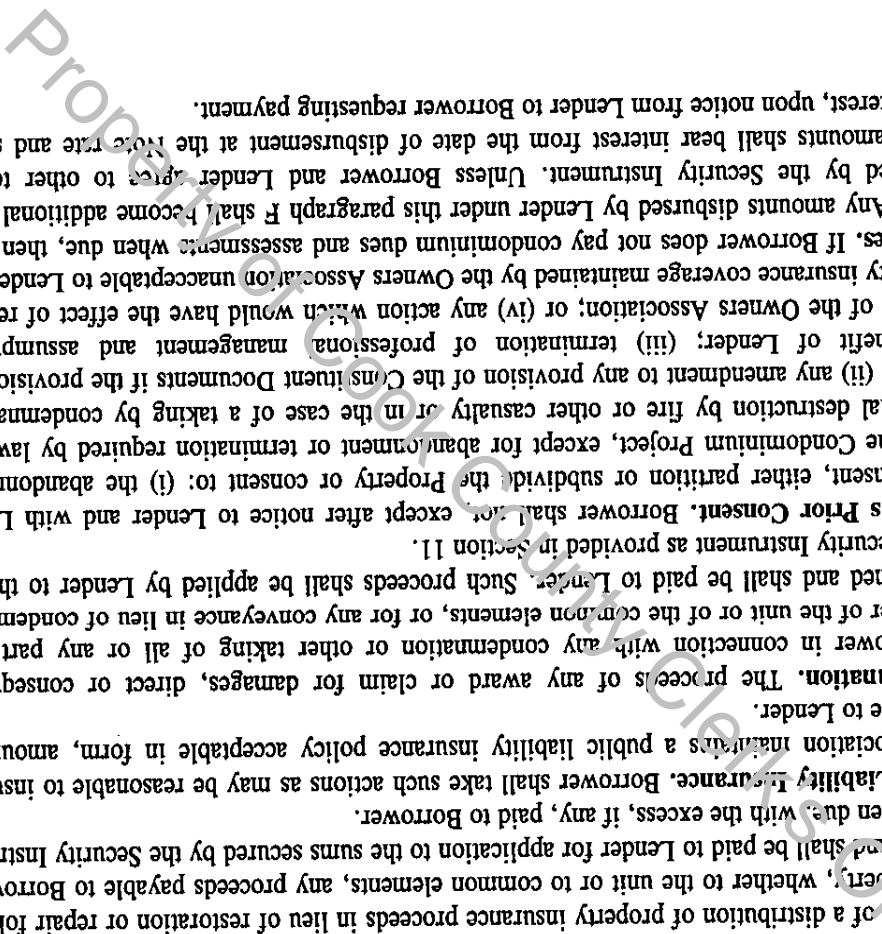 of a distribution of property insurance proceeds in lieu of restoration or repair fol
perty, whether to the unit or to common elements, any proceeds payable to Borrow
and shall be paid to Lender for application to the sums secured by the Security Instr
en due, with the excess, if any, paid to Borrower.
Liability Insurance. Borrower shall take such actions as may be reasonable to insu
ociation maintains a public liability insurance policy acceptable in form, amoun
e to Lender.
nation. The proceeds of any award or claim for damages, direct or conseq
ower in connection with any condemnation or other taking of all or any part
er of the unit or of the common elements, or for any conveyance in lieu of condem
ned and shall be paid to Lender. Such proceeds shall be applied by Lender to th
ecurity Instrument as provided in Section 11.
s Prior Consent. Borrower shall not, except after notice to Lender and with L
nsent, either partition or subdivide the Property or consent to: (i) the abandonm
he Condominium Project, except for abandonment or termination required by law
al destruction by fire or other casualty or in the case of a taking by condemna
(ii) any amendment to any provision of the Constituent Documents if the provisio
nefit of Lender; (iii) termination of professional management and assump
of the Owners Association; or (iv) any action which would have the effect of re
ty insurance coverage maintained by the Owners Association unacceptable to Lende
es. If Borrower does not pay condominium dues and assessments when due, then
Any amounts disbursed by Lender under this paragraph F shall become additional
ed by the Security Instrument. Unless Borrower and Lender agree to other te
amounts shall bear interest from the date of disbursement at the Note rate and s
erest, upon notice from Lender to Borrower requesting payment.
Property of Cook County Clerk's O